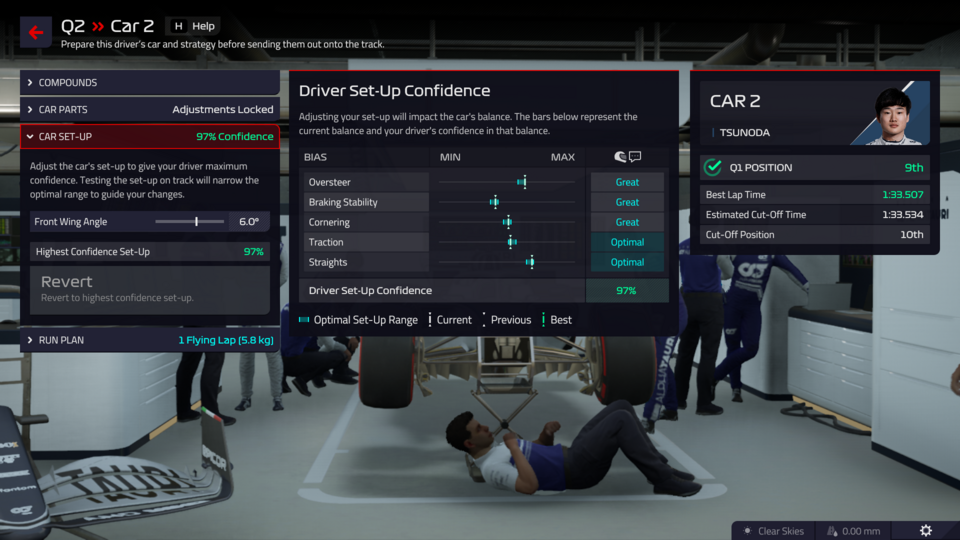 Q2 » Car 2
H Help
Prepare this driver's car and strategy before sending them out onto the track.
COMPOUNDS
CAR PARTS Adjustments Locked
CAR SET-UP 97% Confidence
Adjust the car's set-up to give your driver maximum
confidence. Testing the set-up on track will narrow the
optimal range to guide your changes.
Front Wing Angle 6.0°
Highest Confidence Set-Up 97%
Revert
Revert to highest confidence set-up.
RUN PLAN 1 Flying Lap (5.8 kg)
Driver Set-Up Confidence
Adjusting your set-up will impact the car's balance. The bars below represent the
current balance and your driver's confidence in that balance.
BIAS MIN MAX
Oversteer Great
Braking Stability Great
Cornering Great
Traction Optimal
Straights Optimal
Driver Set-Up Confidence 97%
Optimal Set-Up Range Current Previous Best
CAR 2
TSUNODA
Q1 POSITION 9th
Best Lap Time 1:33.507
Estimated Cut-Off Time 1:33.534
Cut-Off Position 10th
ALPHATAURI
TAURI
Clear Skies 0.00 mm